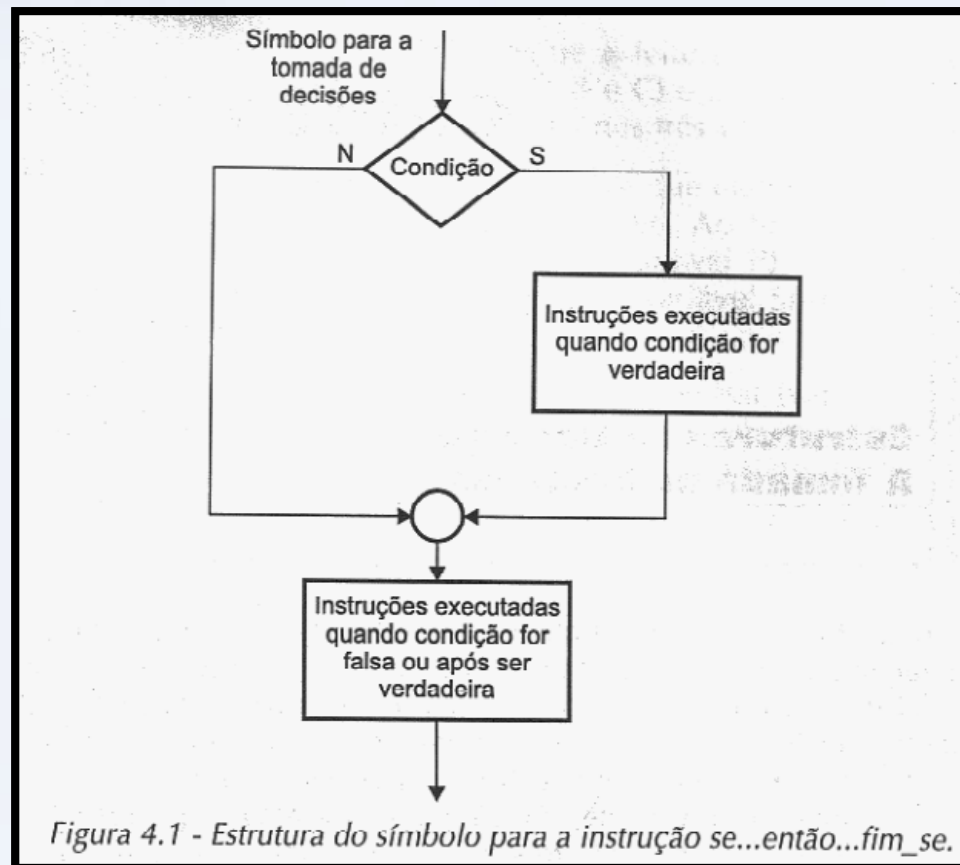 Símbolo para a
tomada de
decisões
N
Condição
S
Instruções executadas
quando condição for
verdadeira
Instruções executadas
quando condição for
falsa ou após ser
verdadeira
Figura 4.1 - Estrutura do símbolo para a instrução se...então...fim_se.